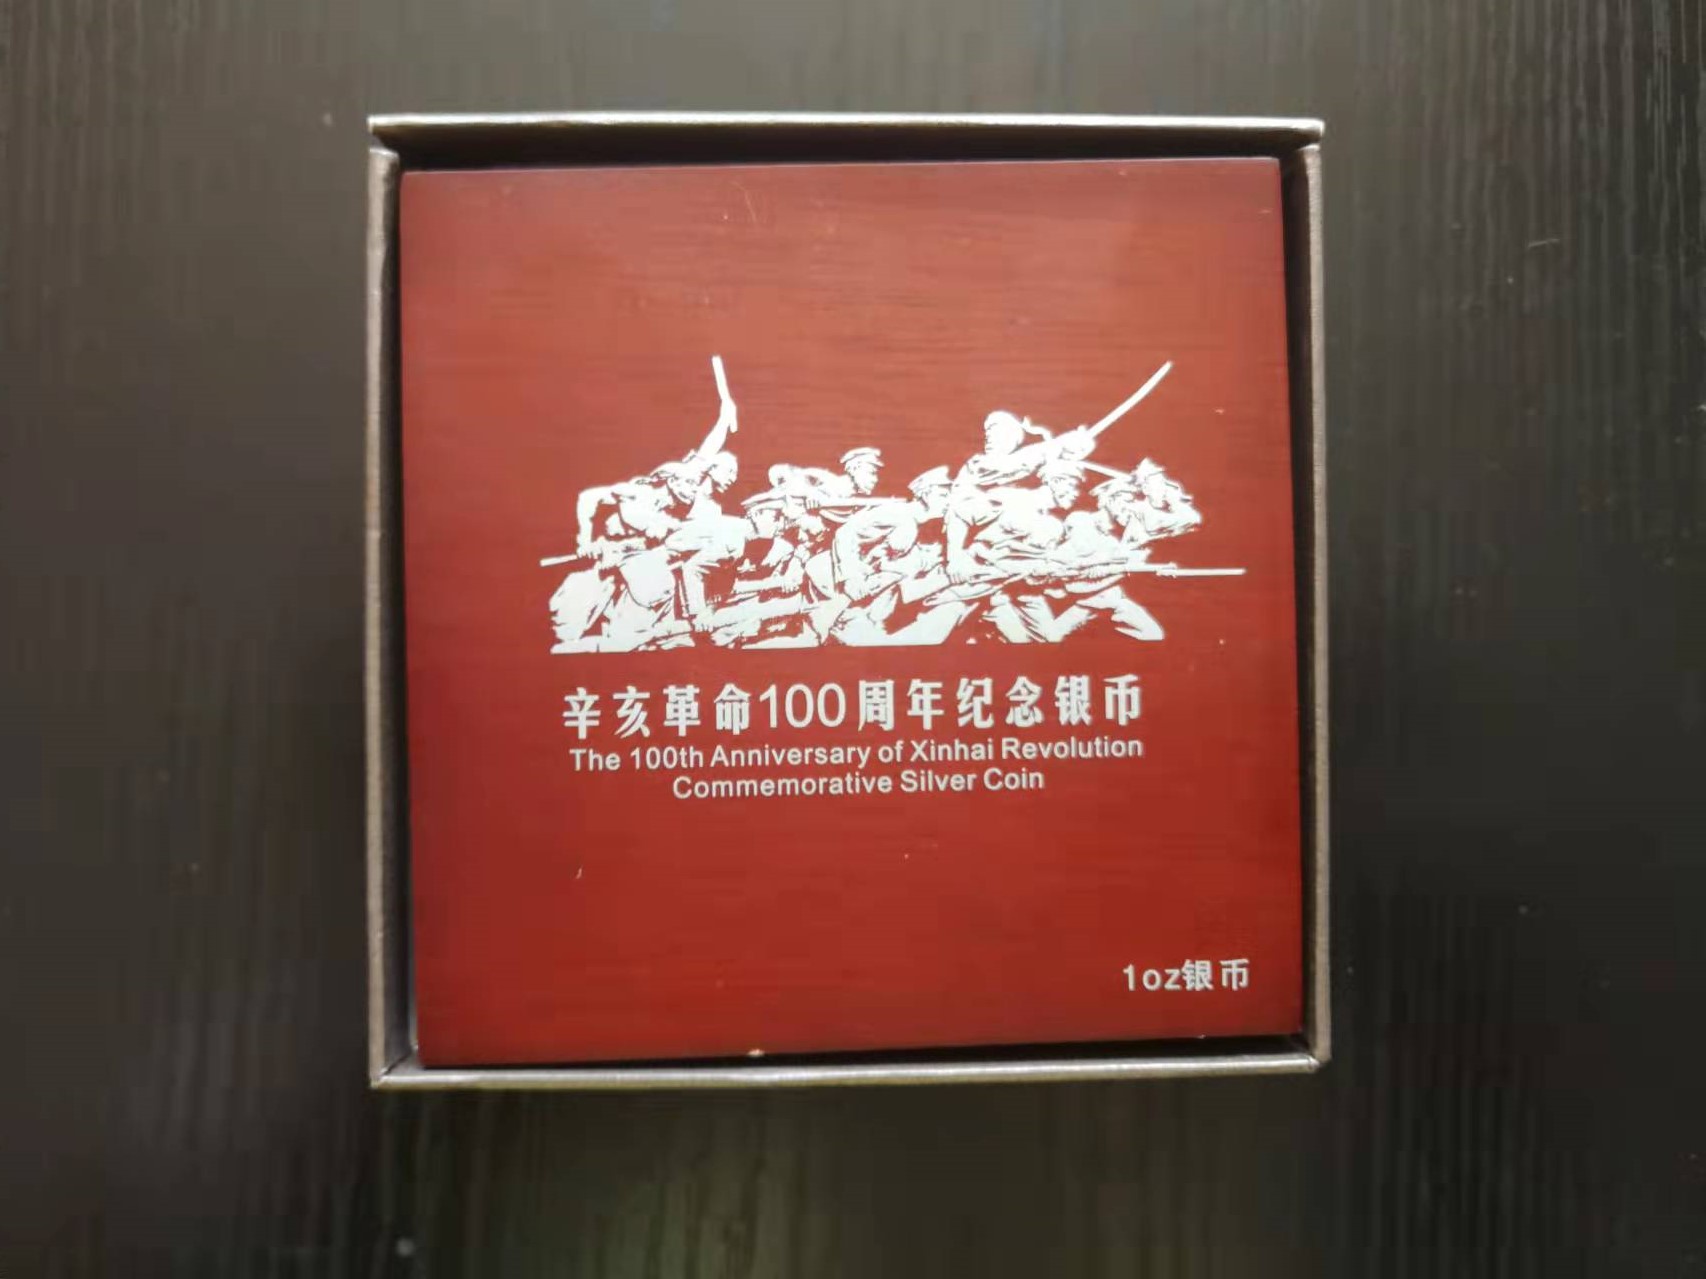 辛亥革命100周年纪念银币
The 100th Anniversary of Xinhai Revolution
Commemorative Silver Coin
1oz银币